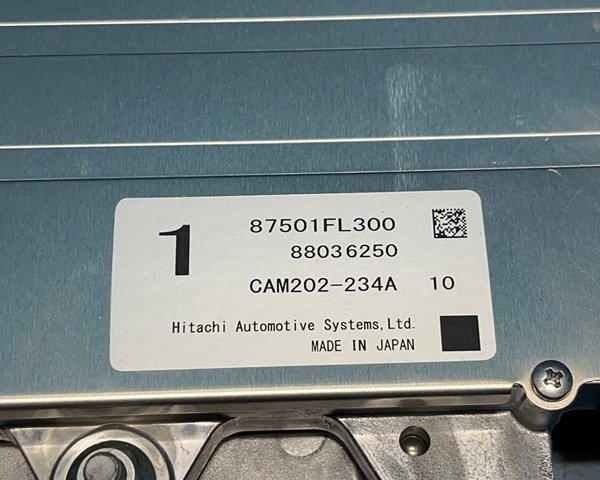 1
87501FL300
88036250
CAM202-234A 10
Hitachi Automotive Systems,Ltd.
MADE IN JAPAN